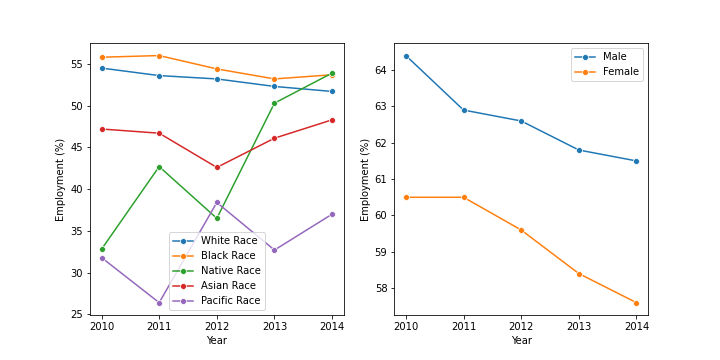 Employment (%)
55
50
45
40
35
30
25
White Race
Black Race
Native Race
Asian Race
Pacific Race
2010 2011 2012 2013 2014
Year
Employment (%)
64
63
62
61
60
59
58
Male
Female
2010 2011 2012 2013 2014
Year